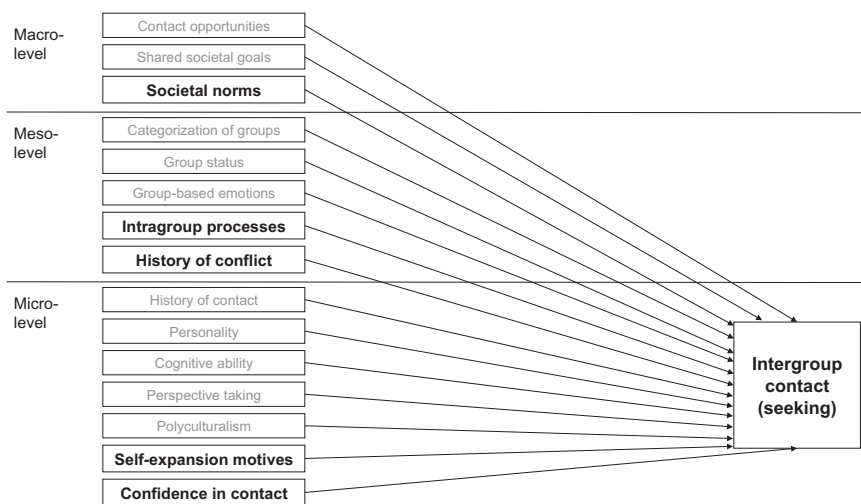 Macro-
level
Contact opportunities
Shared societal goals
Societal norms
Meso-
level
Categorization of groups
Group status
Group-based emotions
Intragroup processes
History of conflict
Micro-
level
History of contact
Personality
Cognitive ability
Perspective taking
Polyculturalism
Self-expansion motives
Confidence in contact
Intergroup
contact
(seeking)